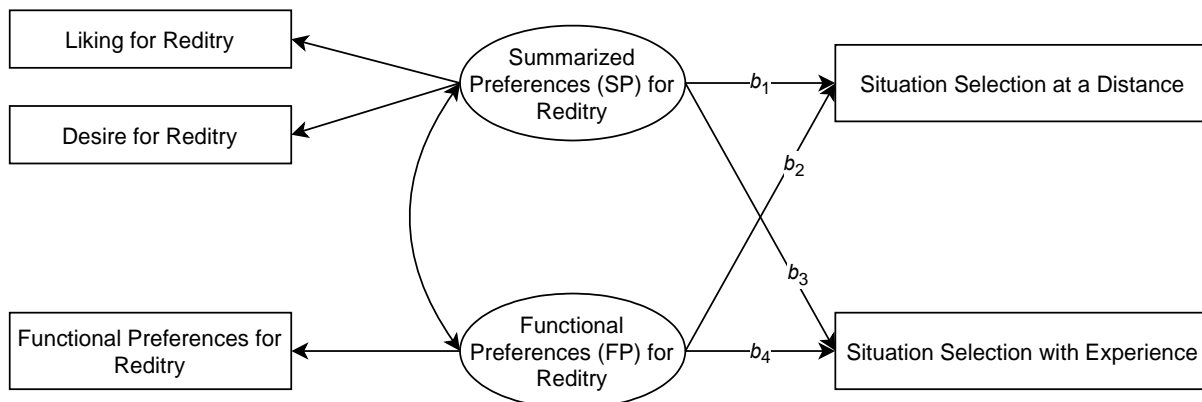 Liking for Reditry
Desire for Reditry
Functional Preferences for
Reditry
Summarized
Preferences (SP) for
Reditry
Functional
Preferences (FP) for
Reditry
b1
b2
b3
b4
Situation Selection at a Distance
Situation Selection with Experience